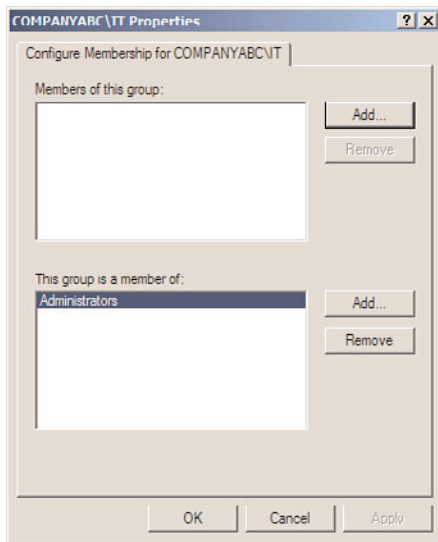 COMPANYABC\IT Properties
? X
Configure Membership for COMPANYABC\IT
Members of this group:
Add...
Remove
This group is a member of:
Administrators
Add...
Remove
OK Cancel Apply